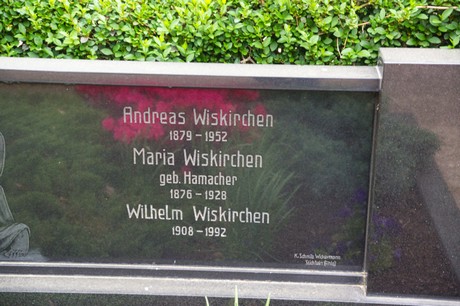 Andreas Wiskirchen
1879 – 1952
Maria Wiskirchen
geb. Hamacher
1876 – 1928
Wilhelm Wiskirchen
1908 – 1992